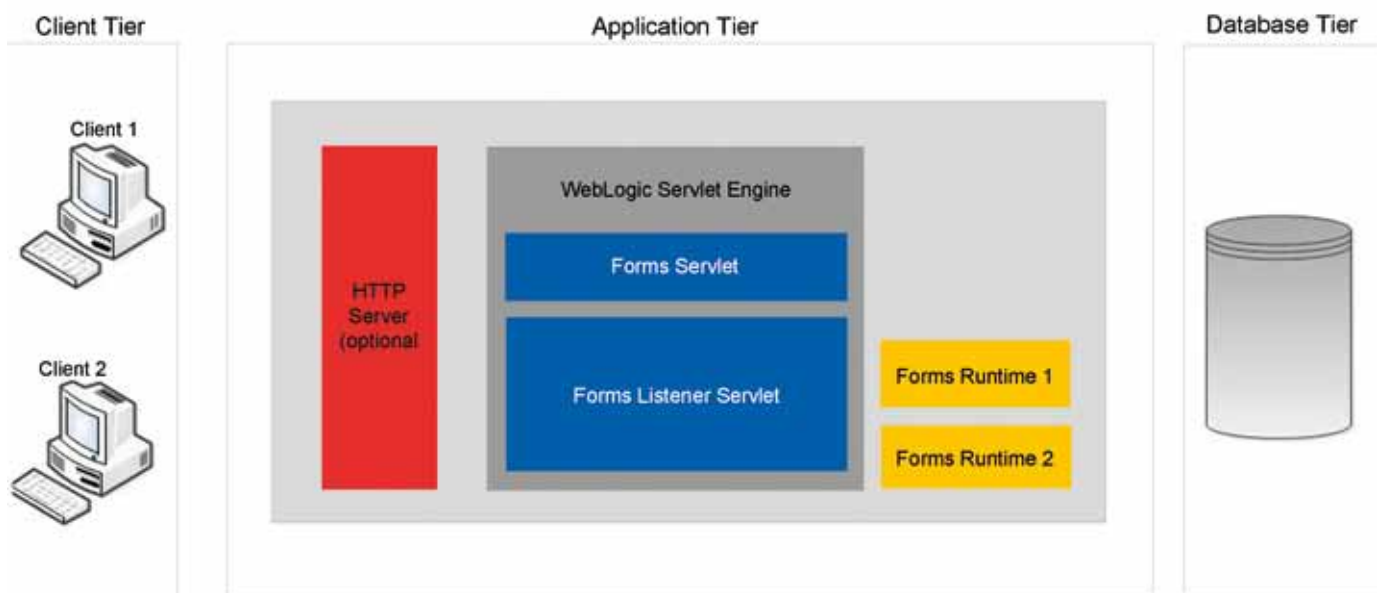 Client Tier
Application Tier
Database Tier
Client 1
WebLogic Servlet Engine
Forms Servlet
HTTP
Server
(optional
Client 2
Forms Listener Servlet
Forms Runtime 1
Forms Runtime 2